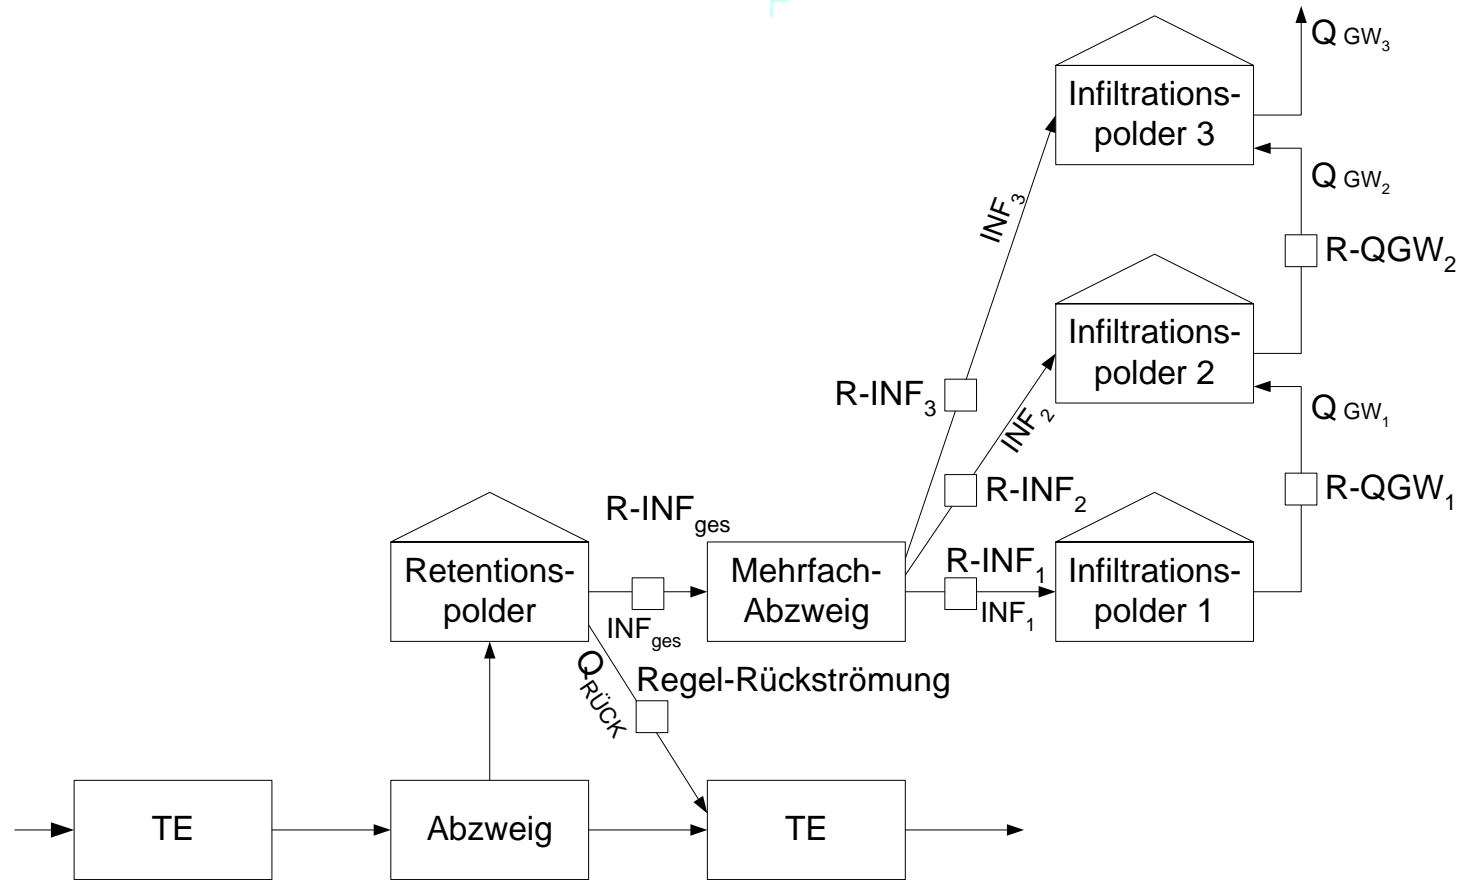 Q GW3
Infiltrations-
polder 3
Q GW2
INF3
R-QGW2
Infiltrations-
polder 2
R-INF3
Q GW1
INF2
R-INF2
R-QGW1
R-INFges
Retentions-
polder
Mehrfach-
Abzweig
R-INF1
Infiltrations-
polder 1
INFges
INF1
QRÜCK
Regel-Rückströmung
TE
Abzweig
TE